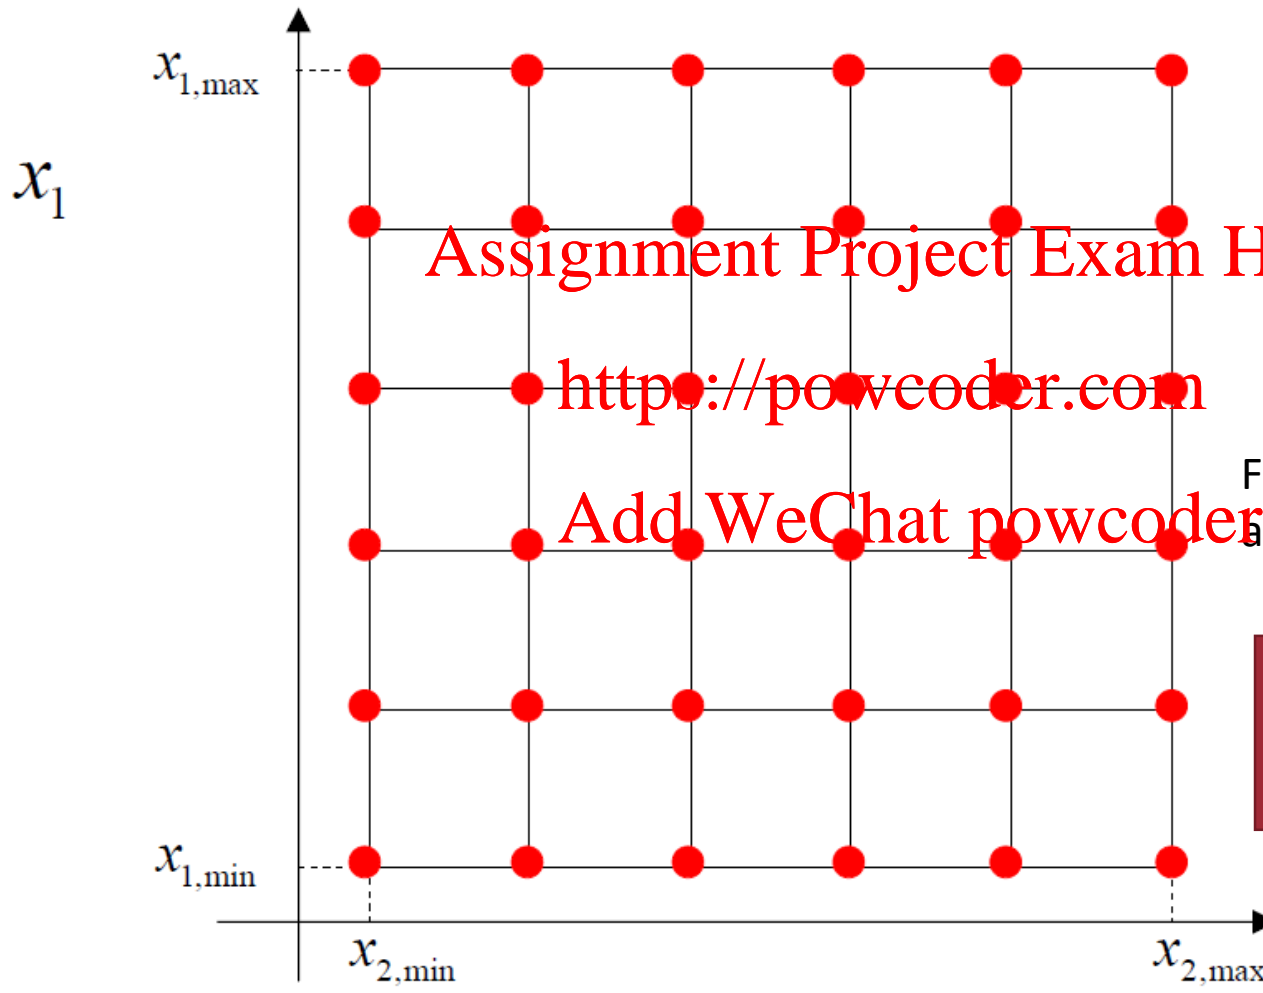 x1,max
x1
Assignment Project Exam H
https://powcoder.com
F
Add WeChat powcoder
a
x1,min
x2,min
x2,max